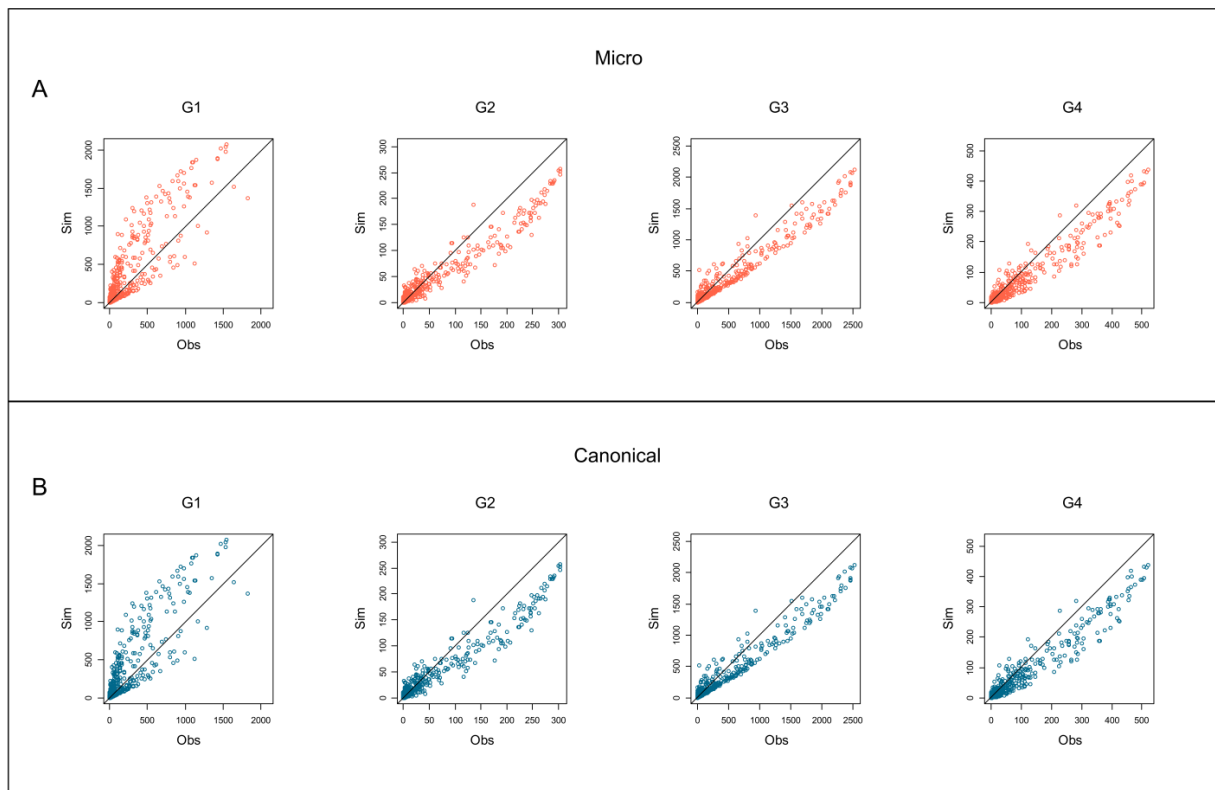 Micro
A
G1 G2 G3 G4
Sim 0 500 1000 1500 2000
Obs 0 500 1000 1500 2000
Sim 0 50 100 150 200 250 300
Obs 0 50 100 150 200 250 300
Sim 0 500 1000 1500 2000 2500
Obs 0 500 1000 1500 2000 2500
Sim 0 100 200 300 400 500
Obs 0 100 200 300 400 500
Canonical
B
G1 G2 G3 G4
Sim 0 500 1000 1500 2000
Obs 0 500 1000 1500 2000
Sim 0 50 100 150 200 250 300
Obs 0 50 100 150 200 250 300
Sim 0 500 1000 1500 2000 2500
Obs 0 500 1000 1500 2000 2500
Sim 0 100 200 300 400 500
Obs 0 100 200 300 400 500